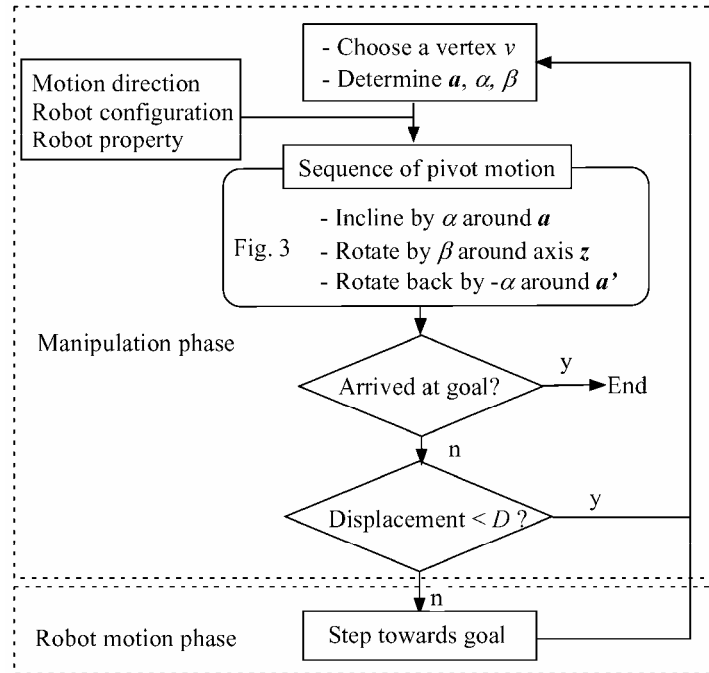 - Choose a vertex v
- Determine a, α, β
Motion direction
Robot configuration
Robot property
Sequence of pivot motion
- Incline by α around a
Fig. 3
- Rotate by β around axis z
- Rotate back by -α around a’
Manipulation phase
Arrived at goal?
y
End
n
Displacement < D ?
y
n
Robot motion phase
Step towards goal